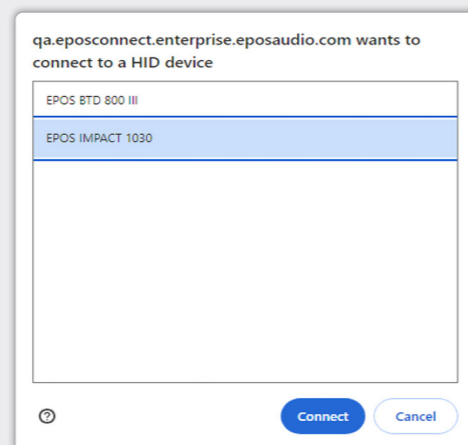 qa.eposconnect.enterprise.eposaudio.com wants to
connect to a HID device
EPOS BTD 800 III
EPOS IMPACT 1030
Connect
Cancel